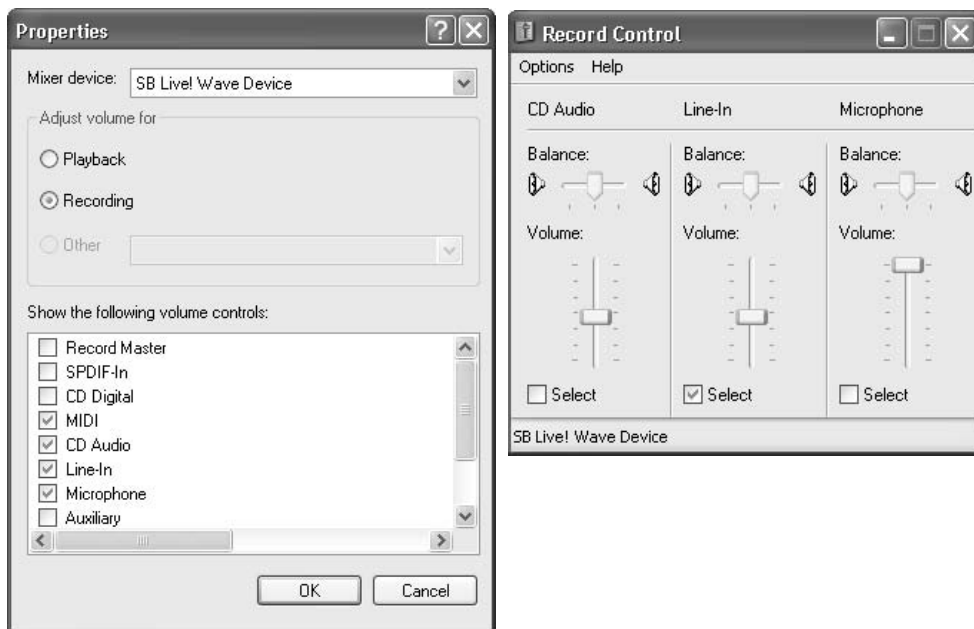 Properties
Mixer device: SB Live! Wave Device
Adjust volume for
Playback
Recording
Other
Show the following volume controls:
Record Master
SPDIF-In
CD Digital
MIDI
CD Audio
Line-In
Microphone
Auxiliary
OK Cancel
Record Control
Options Help
CD Audio Line-In Microphone
Balance: Balance: Balance:
Volume: Volume: Volume:
Select Select Select
SB Live! Wave Device